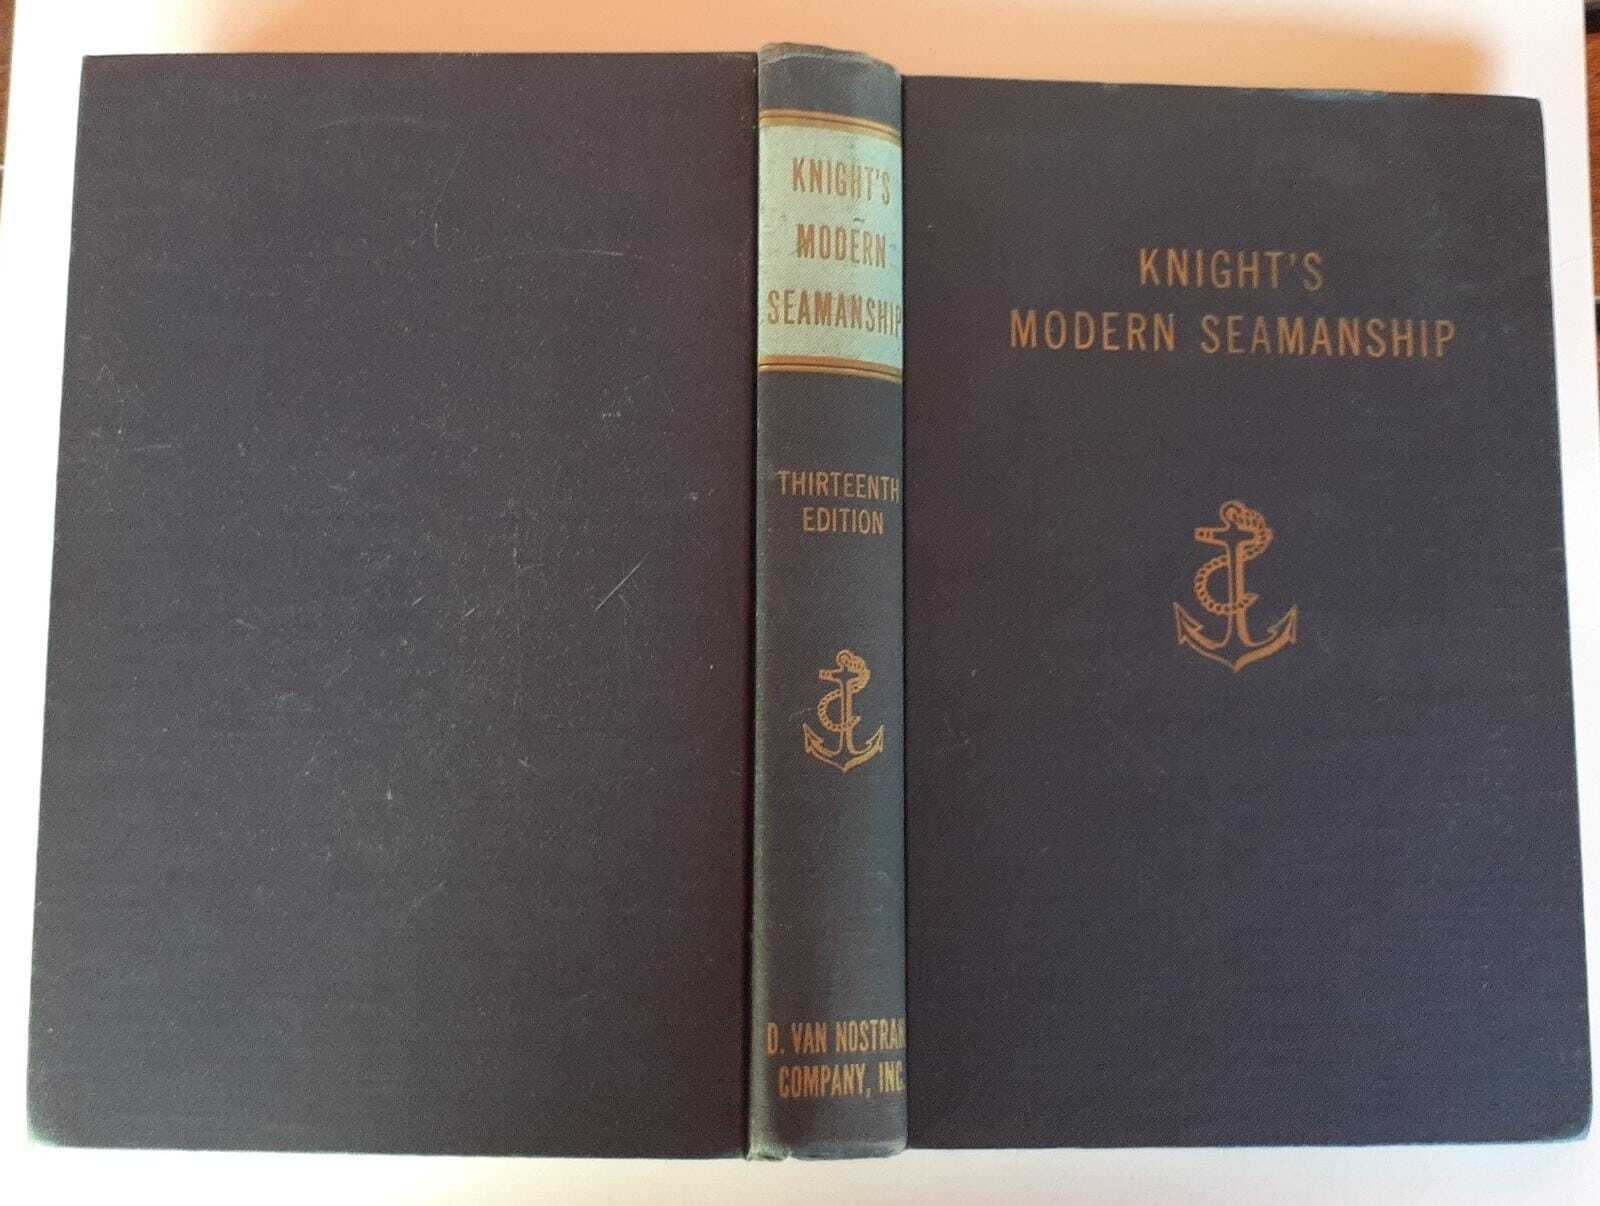 KNIGHT'S
MODERN
SEAMANSHIP
THIRTEENTH
EDITION
D. VAN NOSTRAN
COMPANY, INC.
KNIGHT'S
MODERN SEAMANSHIP